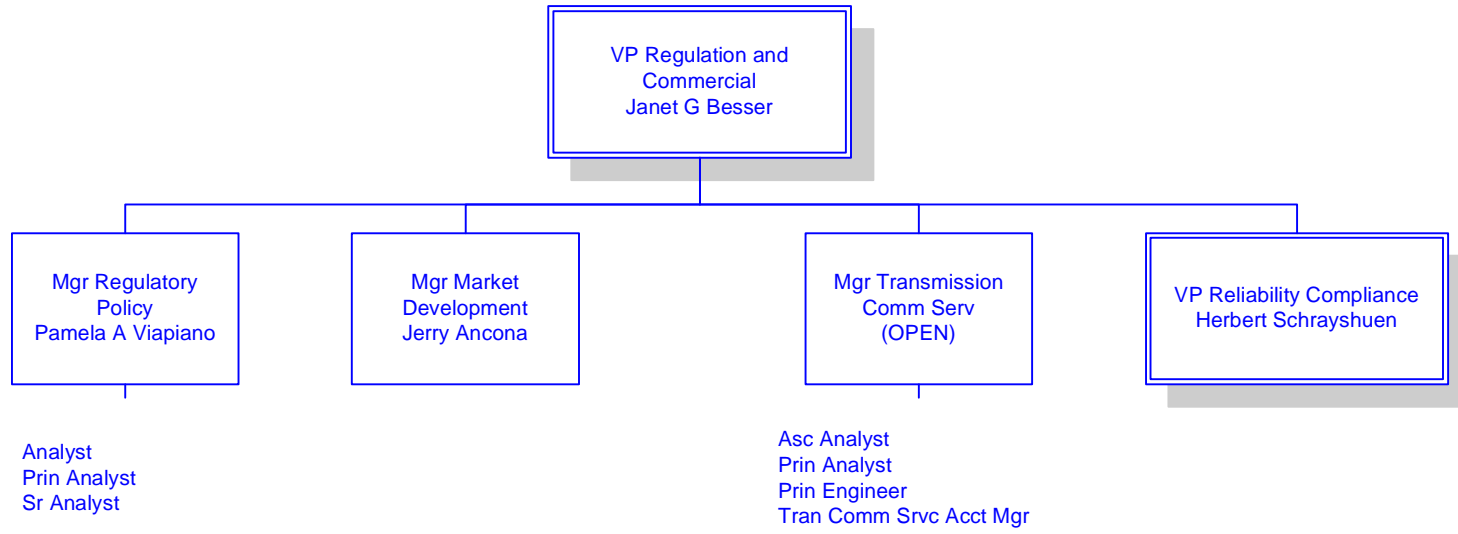 VP Regulation and
Commercial
Janet G Besser
Mgr Regulatory
Policy
Pamela A Viapiano
Mgr Market
Development
Jerry Ancona
Mgr Transmission
Comm Serv
(OPEN)
VP Reliability Compliance
Herbert Schrayshuen
Analyst
Prin Analyst
Sr Analyst
Asc Analyst
Prin Analyst
Prin Engineer
Tran Comm Srvc Acct Mgr